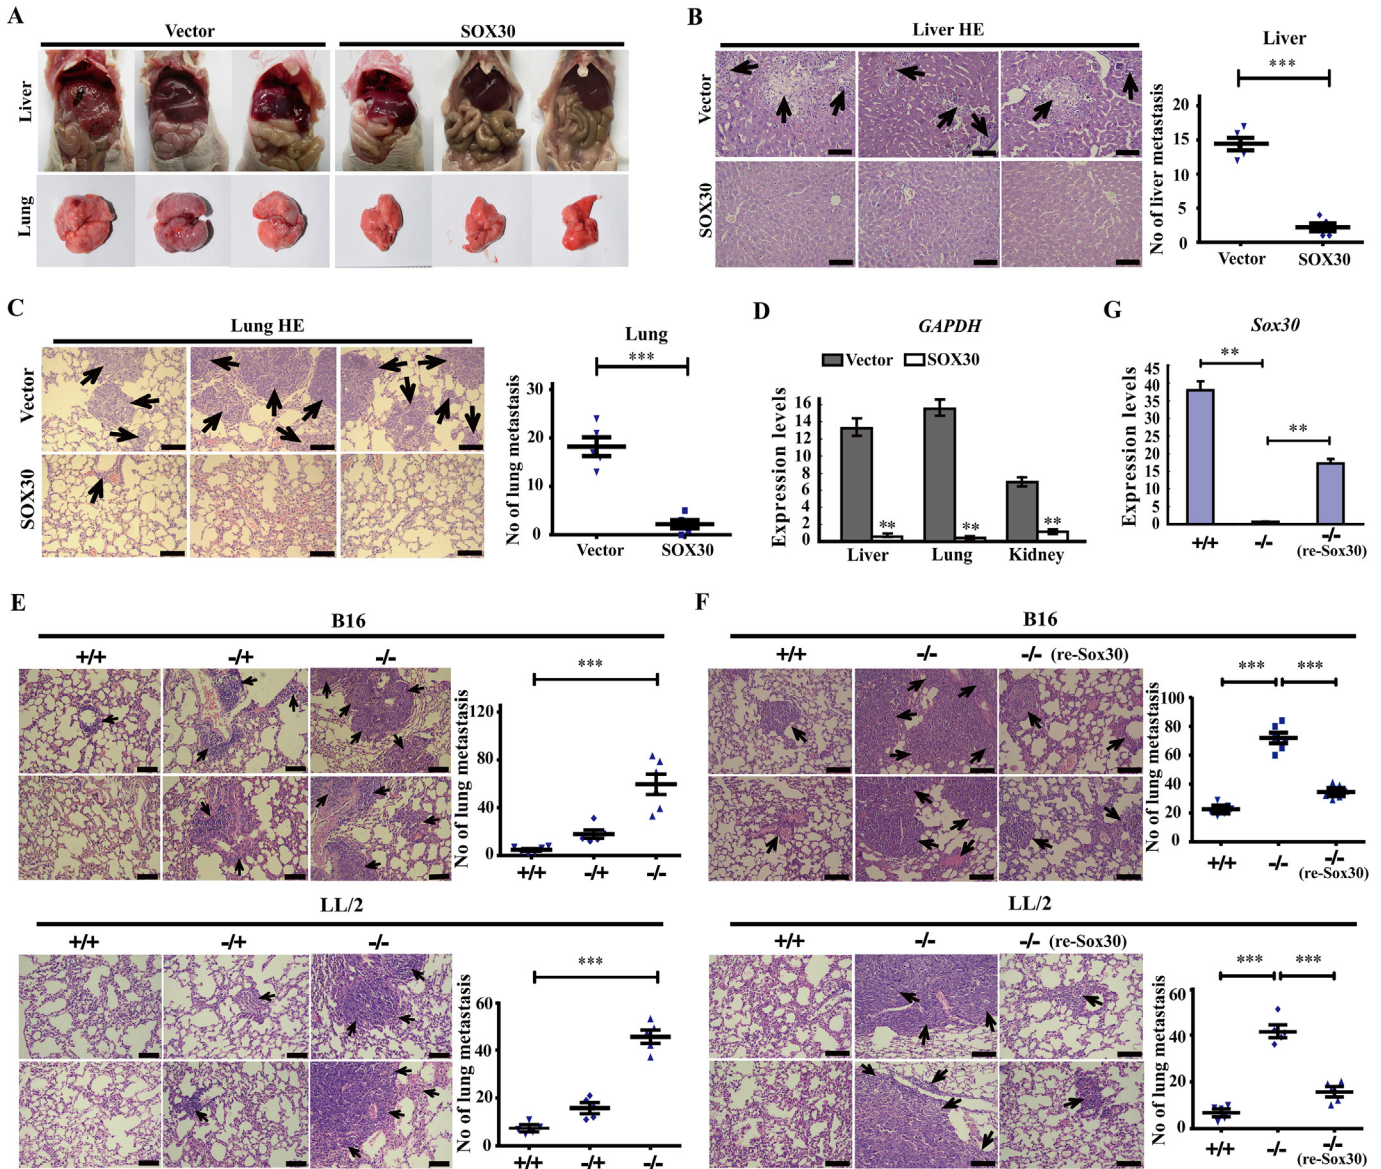 A
Vector
SOX30
Liver
Lung
B
Liver HE
Vector
SOX30
Liver
***
No of liver metastasis
20
15
10
5
0
Vector
SOX30
C
Lung HE
Vector
SOX30
Lung
***
No of lung metastasis
30
20
10
0
Vector
SOX30
D
GAPDH
Vector
SOX30
Expression levels
16
14
12
10
8
6
4
2
0
**
**
**
Liver
Lung
Kidney
G
Sox30
**
**
Expression levels
45
40
35
30
25
20
15
10
5
0
+/+
-/-
-/-
(re-Sox30)
E
B16
+/+
-/+
-/-
***
No of lung metastasis
120
80
40
0
+/+
-/+
-/-
LL/2
+/+
-/+
-/-
***
No of lung metastasis
60
40
20
0
+/+
-/+
-/-
F
B16
+/+
-/-
-/- (re-Sox30)
***
***
No of lung metastasis
100
80
60
40
20
0
+/+
-/-
-/-
(re-Sox30)
LL/2
+/+
-/-
-/- (re-Sox30)
***
***
No of lung metastasis
60
40
20
0
+/+
-/-
-/-
(re-Sox30)